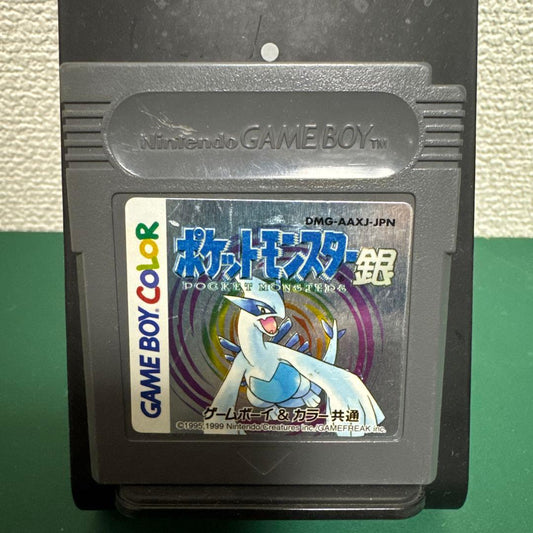 Nintendo GAME BOY TM
DMG-AAXJ-JPN
GAME BOY COLOR
ポケットモンスター銀
POCKET MONSTERS
ゲームボーイ & カラー共通
©1995,1999 Nintendo/Creatures inc./GAMEFREAK inc.